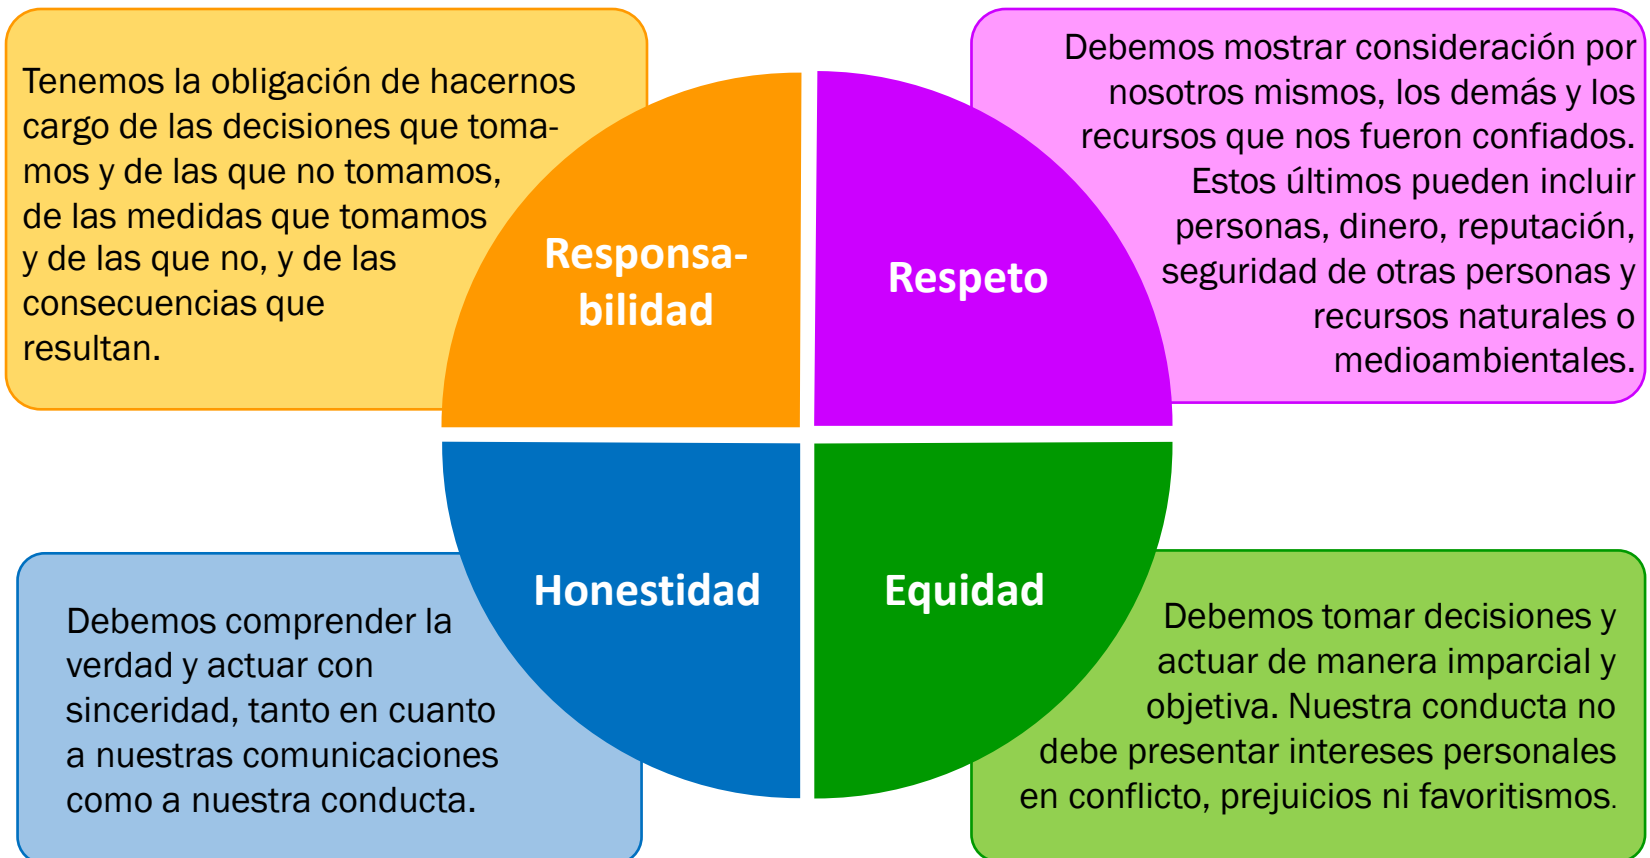 Tenemos la obligación de hacernos
cargo de las decisiones que toma-
mos y de las que no tomamos,
de las medidas que tomamos
y de las que no, y de las
consecuencias que
resultan.
Responsa-
bilidad
Debemos mostrar consideración por
nosotros mismos, los demás y los
recursos que nos fueron confiados.
Estos últimos pueden incluir
personas, dinero, reputación,
seguridad de otras personas y
recursos naturales o
medioambientales.
Respeto
Debemos comprender la
verdad y actuar con
sinceridad, tanto en cuanto
a nuestras comunicaciones
como a nuestra conducta.
Honestidad
Equidad
Debemos tomar decisiones y
actuar de manera imparcial y
objetiva. Nuestra conducta no
debe presentar intereses personales
en conflicto, prejuicios ni favoritismos.